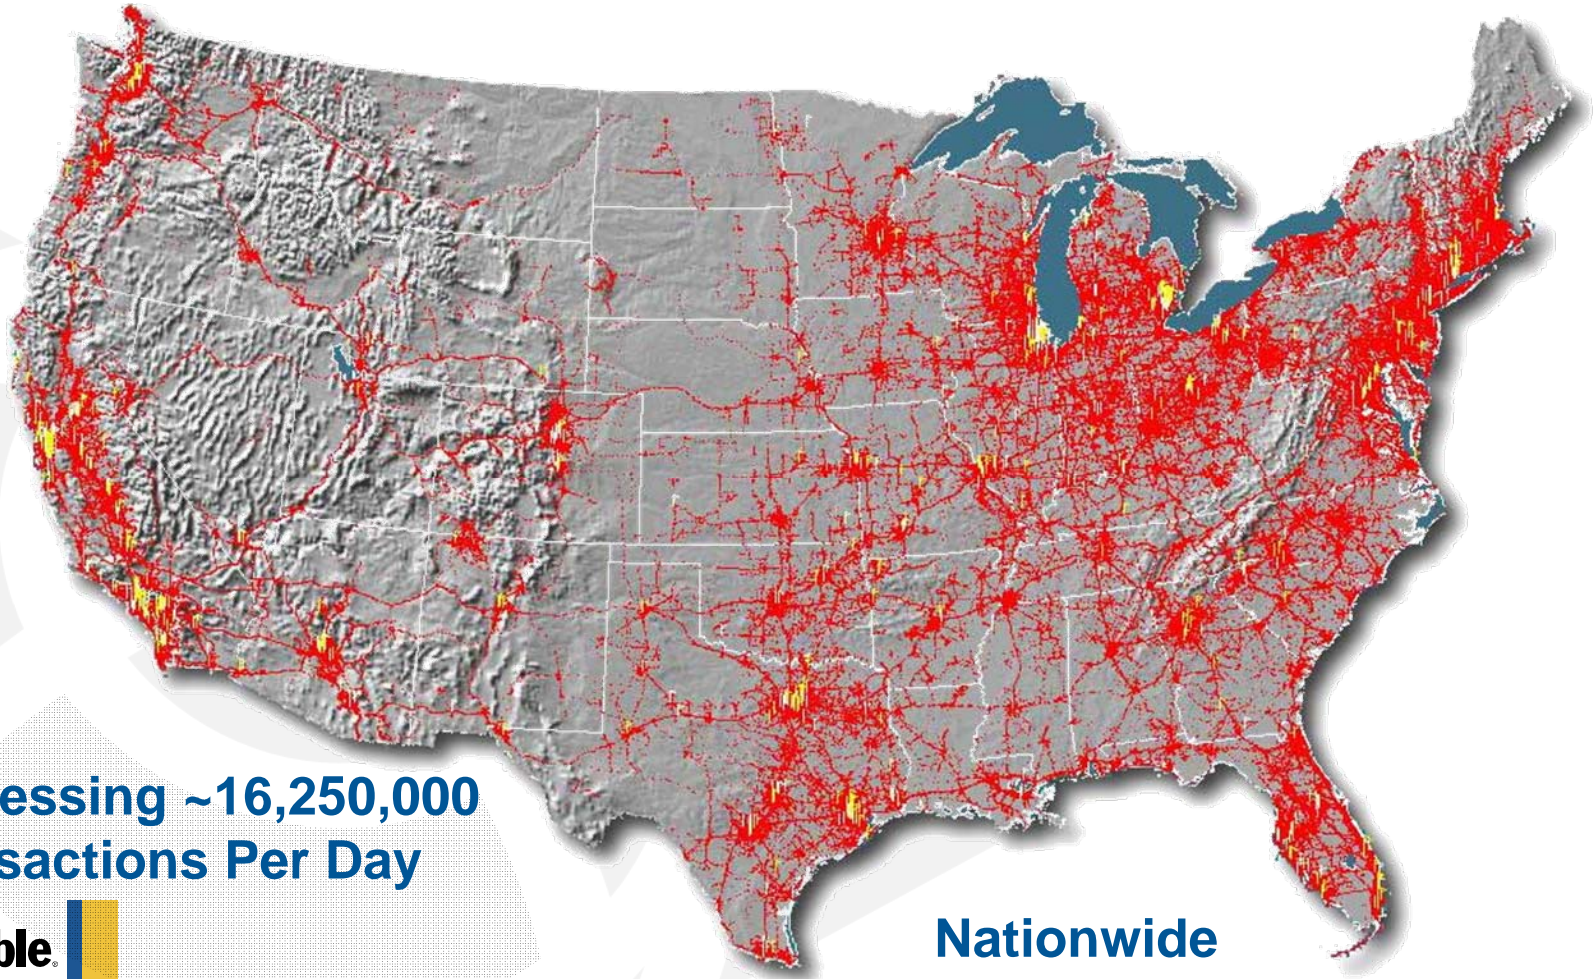 essing ~16,250,000
sactions Per Day
ble
Nationwide